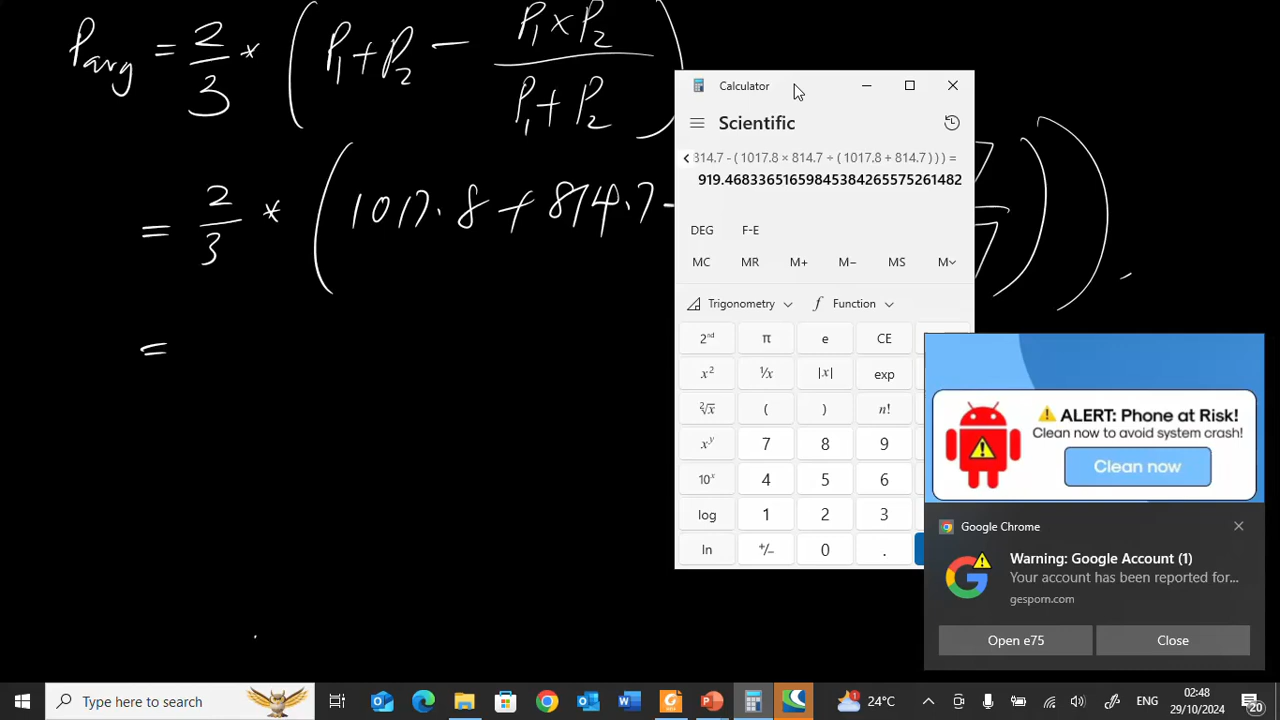 Pavg = 2/3 * ( P1 + P2 − P1 × P2 / P1 + P2 )
= 2/3 * ( 1017.8 + 814.7 −
=
Calculator
Scientific
814.7 - ( 1017.8 × 814.7 ÷ ( 1017.8 + 814.7 ) ) ) =
919.46833651659845384265575261482
DEG F-E
MC MR M+ M− MS M
Trigonometry Function
2nd π e CE
x² ¹/x |x| exp
²√x ( ) n!
xʸ 7 8 9
10ˣ 4 5 6
log 1 2 3
ln +/− 0 .
ALERT: Phone at Risk!
Clean now to avoid system crash!
Clean now
Google Chrome
Warning: Google Account (1)
Your account has been reported for...
gesporn.com
Open e75 Close
Type here to search
24°C
ENG
02:48
29/10/2024
20